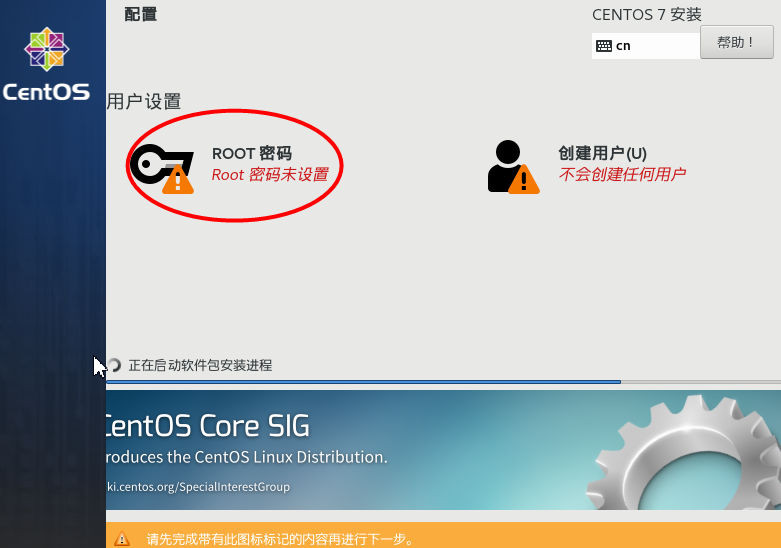 配置
CENTOS 7 安装
cn
帮助！
CentOS
用户设置
ROOT 密码
Root 密码未设置
创建用户(U)
不会创建任何用户
正在启动软件包安装进程
CentOS Core SIG
roduces the CentOS Linux Distribution.
ki.centos.org/SpecialInterestGroup
请先完成带有此图标标记的内容再进行下一步。